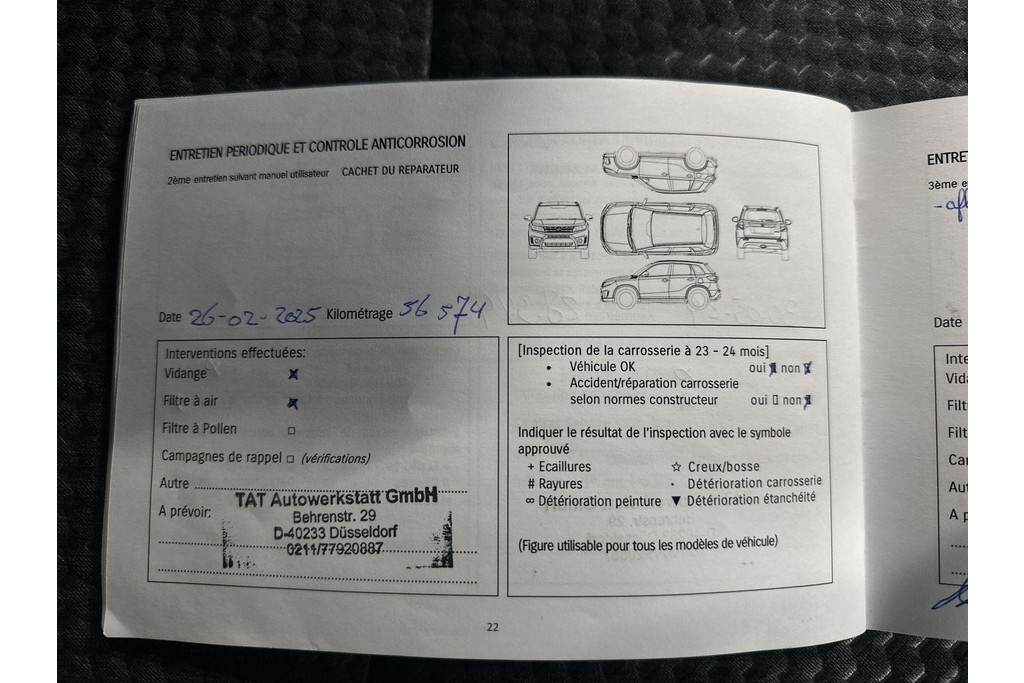 ENTRETIEN PERIODIQUE ET CONTROLE ANTICORROSION
2ème entretien suivant manuel utilisateur CACHET DU REPARATEUR
Date 26-02-2025 Kilométrage 56 574
Interventions effectuées:
Vidange
Filtre à air
Filtre à Pollen □
Campagnes de rappel □ (vérifications)
Autre
A prévoir:
TAT Autowerkstatt GmbH
Behrenstr. 29
D-40233 Düsseldorf
0211/77920887
[Inspection de la carrosserie à 23 - 24 mois]
• Véhicule OK oui non
• Accident/réparation carrosserie
selon normes constructeur oui ▯ non
Indiquer le résultat de l'inspection avec le symbole
approuvé
+ Ecaillures ☆ Creux/bosse
# Rayures · Détérioration carrosserie
∞ Détérioration peinture ▼ Détérioration étanchéité
(Figure utilisable pour tous les modèles de véhicule)
22
ENTRE
3ème e
Date
Inte
Vid
Filt
Filt
Ca
Aut
A p